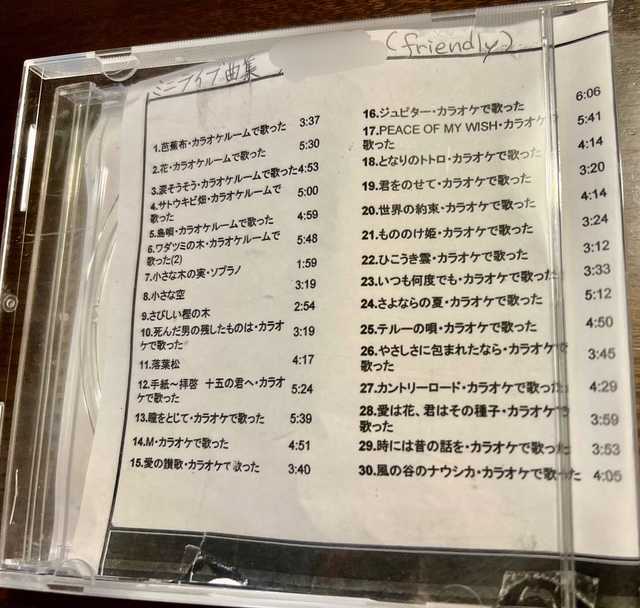 ミニライブ曲集 (friendly)
1.芭蕉布・カラオケルームで歌った 3:37
2.花・カラオケルームで歌った 5:30
3.涙そうそう・カラオケルームで歌った 4:53
4.サトウキビ畑・カラオケルームで 5:00
歌った
5.島唄・カラオケルームで歌った 4:59
6.ワダツミの木・カラオケルームで 5:48
歌った(2)
7.小さな木の実・ソプラノ 1:59
8.小さな空 3:19
9.さびしい樫の木 2:54
10.死んだ男の残したものは・カラオ 3:19
ケで歌った
11.落葉松 4:17
12.手紙～拝啓 十五の君へ・カラオ 5:24
ケで歌った
13.瞳をとじて・カラオケで歌った 5:39
14.M・カラオケで歌った 4:51
15.愛の讃歌・カラオケで歌った 3:40
16.ジュピター・カラオケで歌った 6:06
17.PEACE OF MY WISH・カラオケで 5:41
歌った
18.となりのトトロ・カラオケで歌った 4:14
19.君をのせて・カラオケで歌った 3:20
20.世界の約束・カラオケで歌った 4:14
21.もののけ姫・カラオケで歌った 3:24
22.ひこうき雲・カラオケで歌った 3:12
23.いつも何度でも・カラオケで歌った 3:33
24.さよならの夏・カラオケで歌った 5:12
25.テルーの唄・カラオケで歌った 4:50
26.やさしさに包まれたなら・カラオケで 3:45
歌った
27.カントリーロード・カラオケで歌った 4:29
28.愛は花、君はその種子・カラオケで 3:59
歌った
29.時には昔の話を・カラオケで歌った 3:53
30.風の谷のナウシカ・カラオケで歌った 4:05